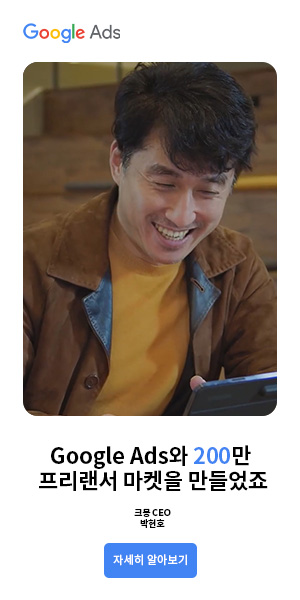 Google Ads
Google Ads와 200만
프리랜서 마켓을 만들었죠
크몽 CEO
박현호
자세히 알아보기